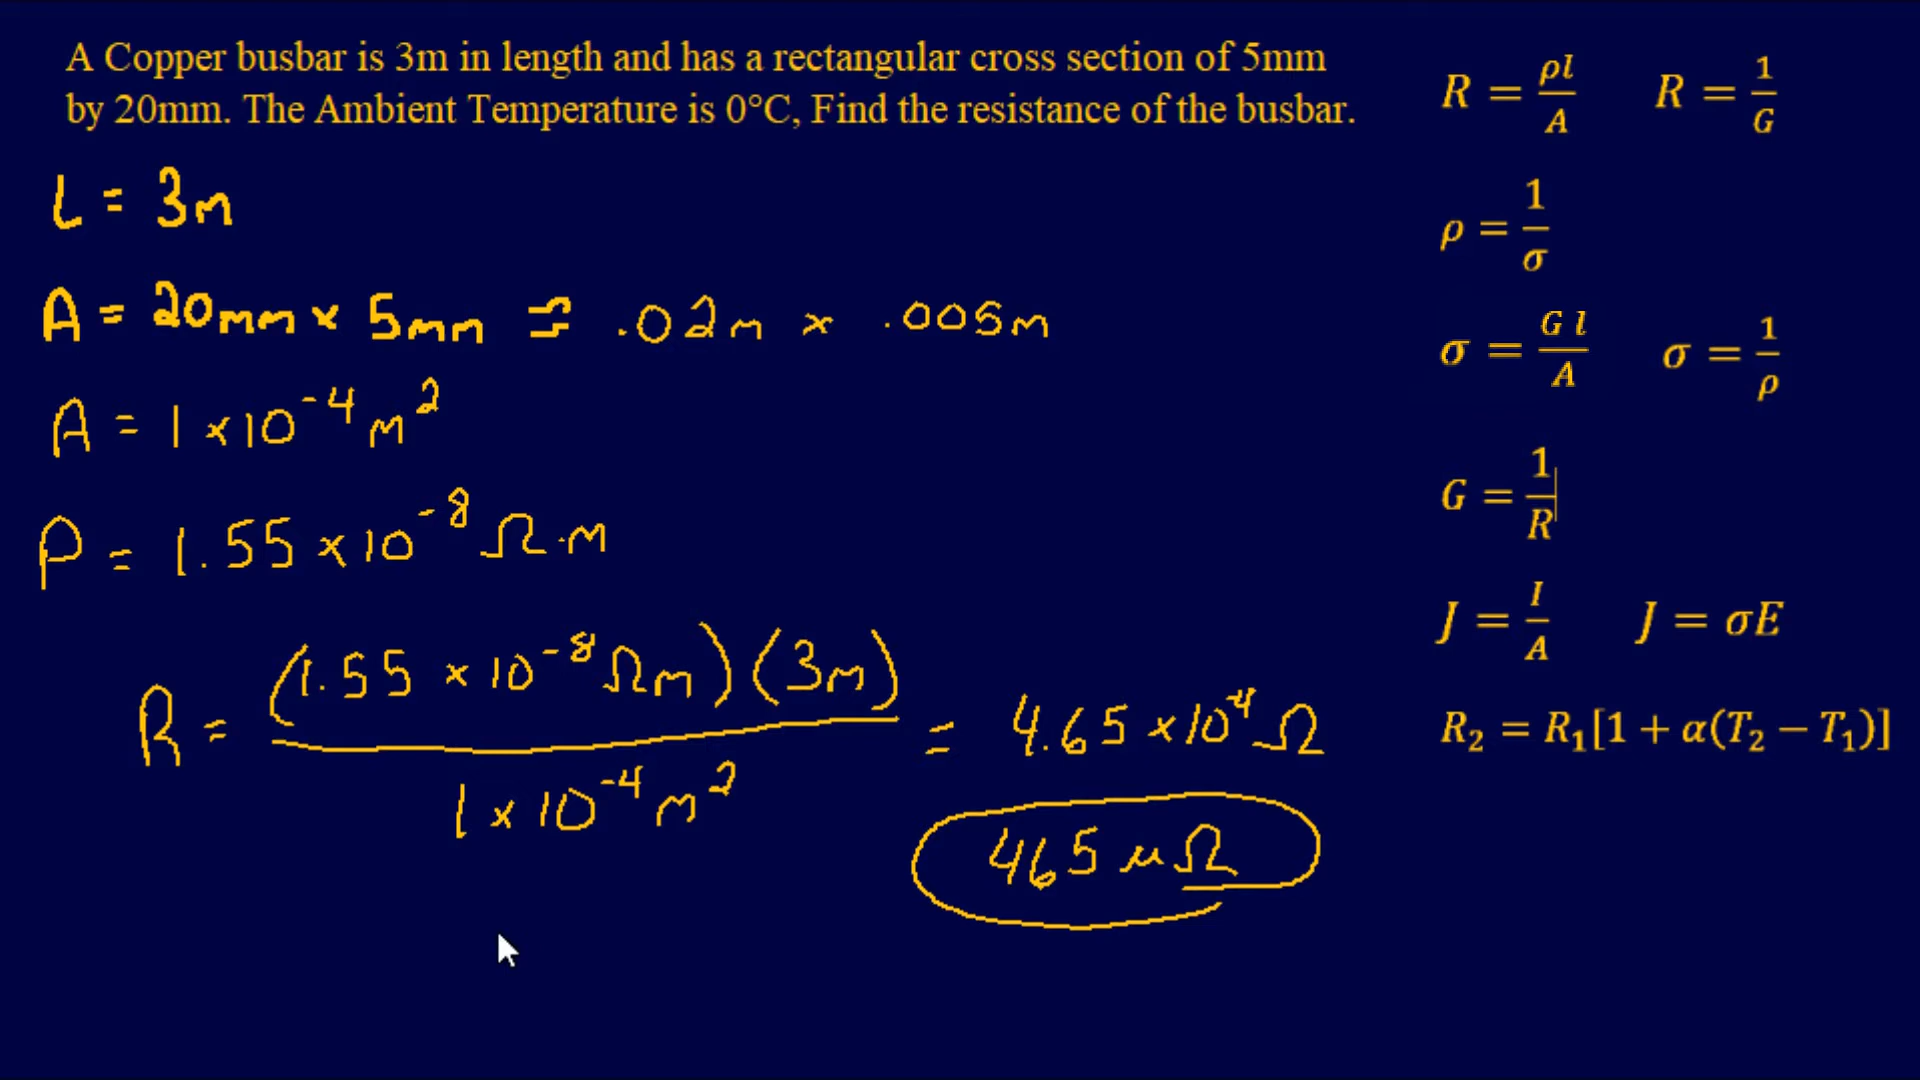 A Copper busbar is 3m in length and has a rectangular cross section of 5mm
by 20mm. The Ambient Temperature is 0°C, Find the resistance of the busbar.
L = 3m
A = 20mm × 5mm = .02m × .005m
A = 1 × 10⁻⁴ m²
ρ = 1.55 × 10⁻⁸ Ω·m
R = (1.55 × 10⁻⁸ Ωm)(3m) / 1 × 10⁻⁴ m² = 4.65 × 10⁻⁴ Ω
465 μΩ
R = ρl / A R = 1 / G
ρ = 1 / σ
σ = G l / A σ = 1 / ρ
G = 1 / R
J = I / A J = σE
R₂ = R₁[1 + α(T₂ − T₁)]